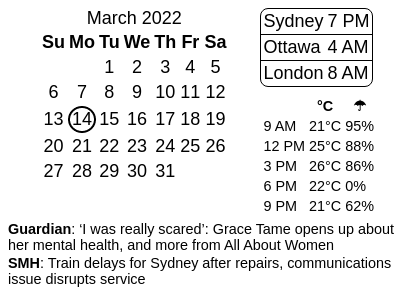 March 2022
Su Mo Tu We Th Fr Sa
1 2 3 4 5
6 7 8 9 10 11 12
13 14 15 16 17 18 19
20 21 22 23 24 25 26
27 28 29 30 31
Sydney 7 PM
Ottawa 4 AM
London 8 AM
°C ☂
9 AM 21°C 95%
12 PM 25°C 88%
3 PM 26°C 86%
6 PM 22°C 0%
9 PM 21°C 62%
Guardian: ‘I was really scared’: Grace Tame opens up about
her mental health, and more from All About Women
SMH: Train delays for Sydney after repairs, communications
issue disrupts service